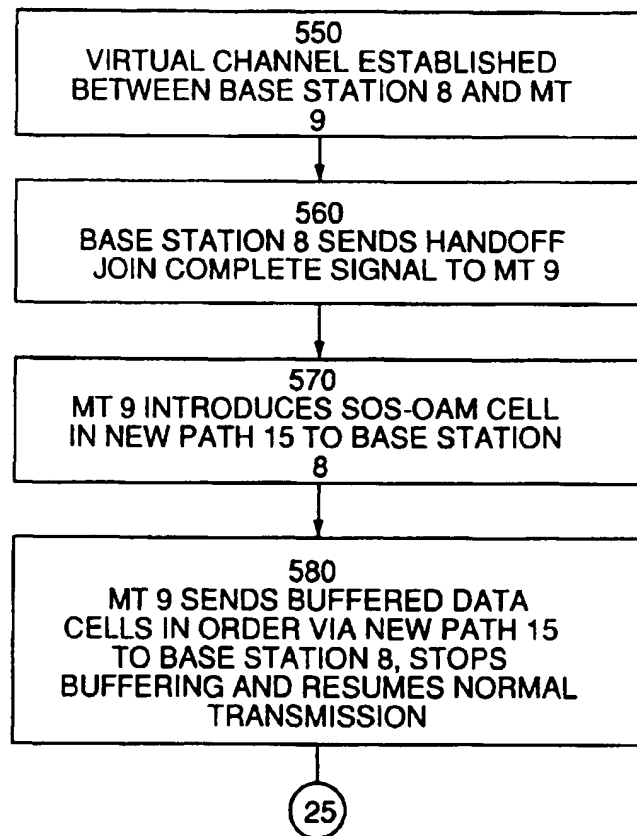 550
VIRTUAL CHANNEL ESTABLISHED
BETWEEN BASE STATION 8 AND MT
9
560
BASE STATION 8 SENDS HANDOFF
JOIN COMPLETE SIGNAL TO MT 9
570
MT 9 INTRODUCES SOS-OAM CELL
IN NEW PATH 15 TO BASE STATION
8
580
MT 9 SENDS BUFFERED DATA
CELLS IN ORDER VIA NEW PATH 15
TO BASE STATION 8, STOPS
BUFFERING AND RESUMES NORMAL
TRANSMISSION
25